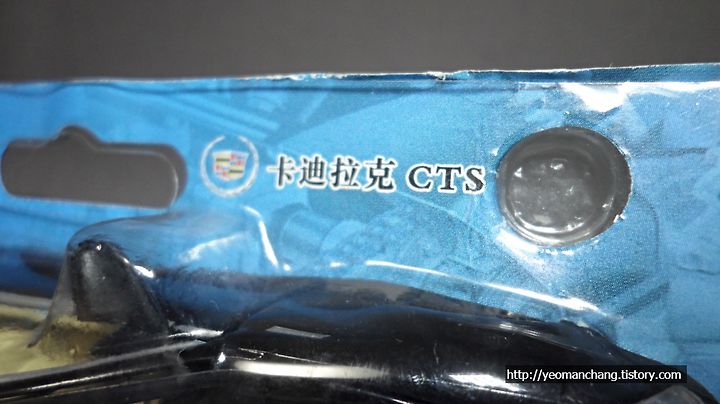 卡迪拉克 CTS
http://yeomanchang.tistory.com